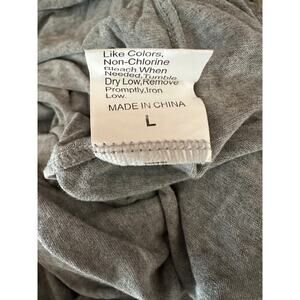 Like Colors,
Non-Chlorine
Bleach When
Needed,Tumble
Dry Low,Remove
Promptly,Iron
Low.
MADE IN CHINA
L